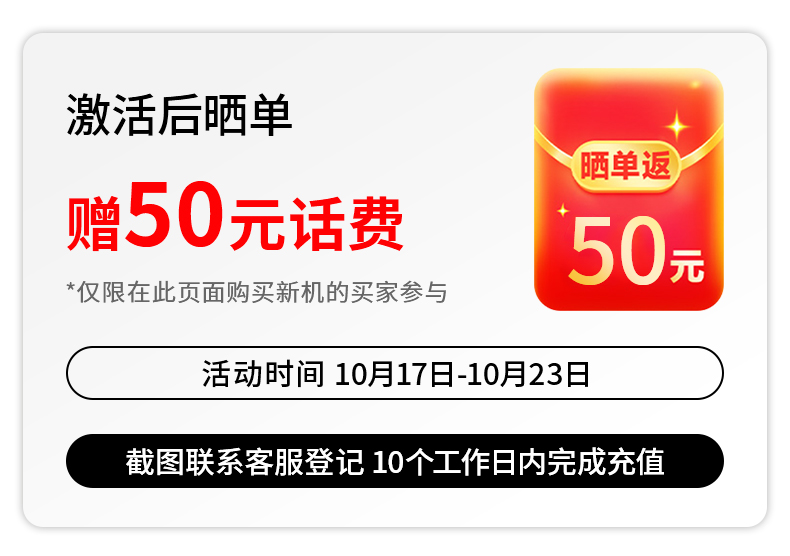 激活后晒单
赠50元话费
*仅限在此页面购买新机的买家参与
晒单返
50元
活动时间 10月17日-10月23日
截图联系客服登记 10个工作日内完成充值